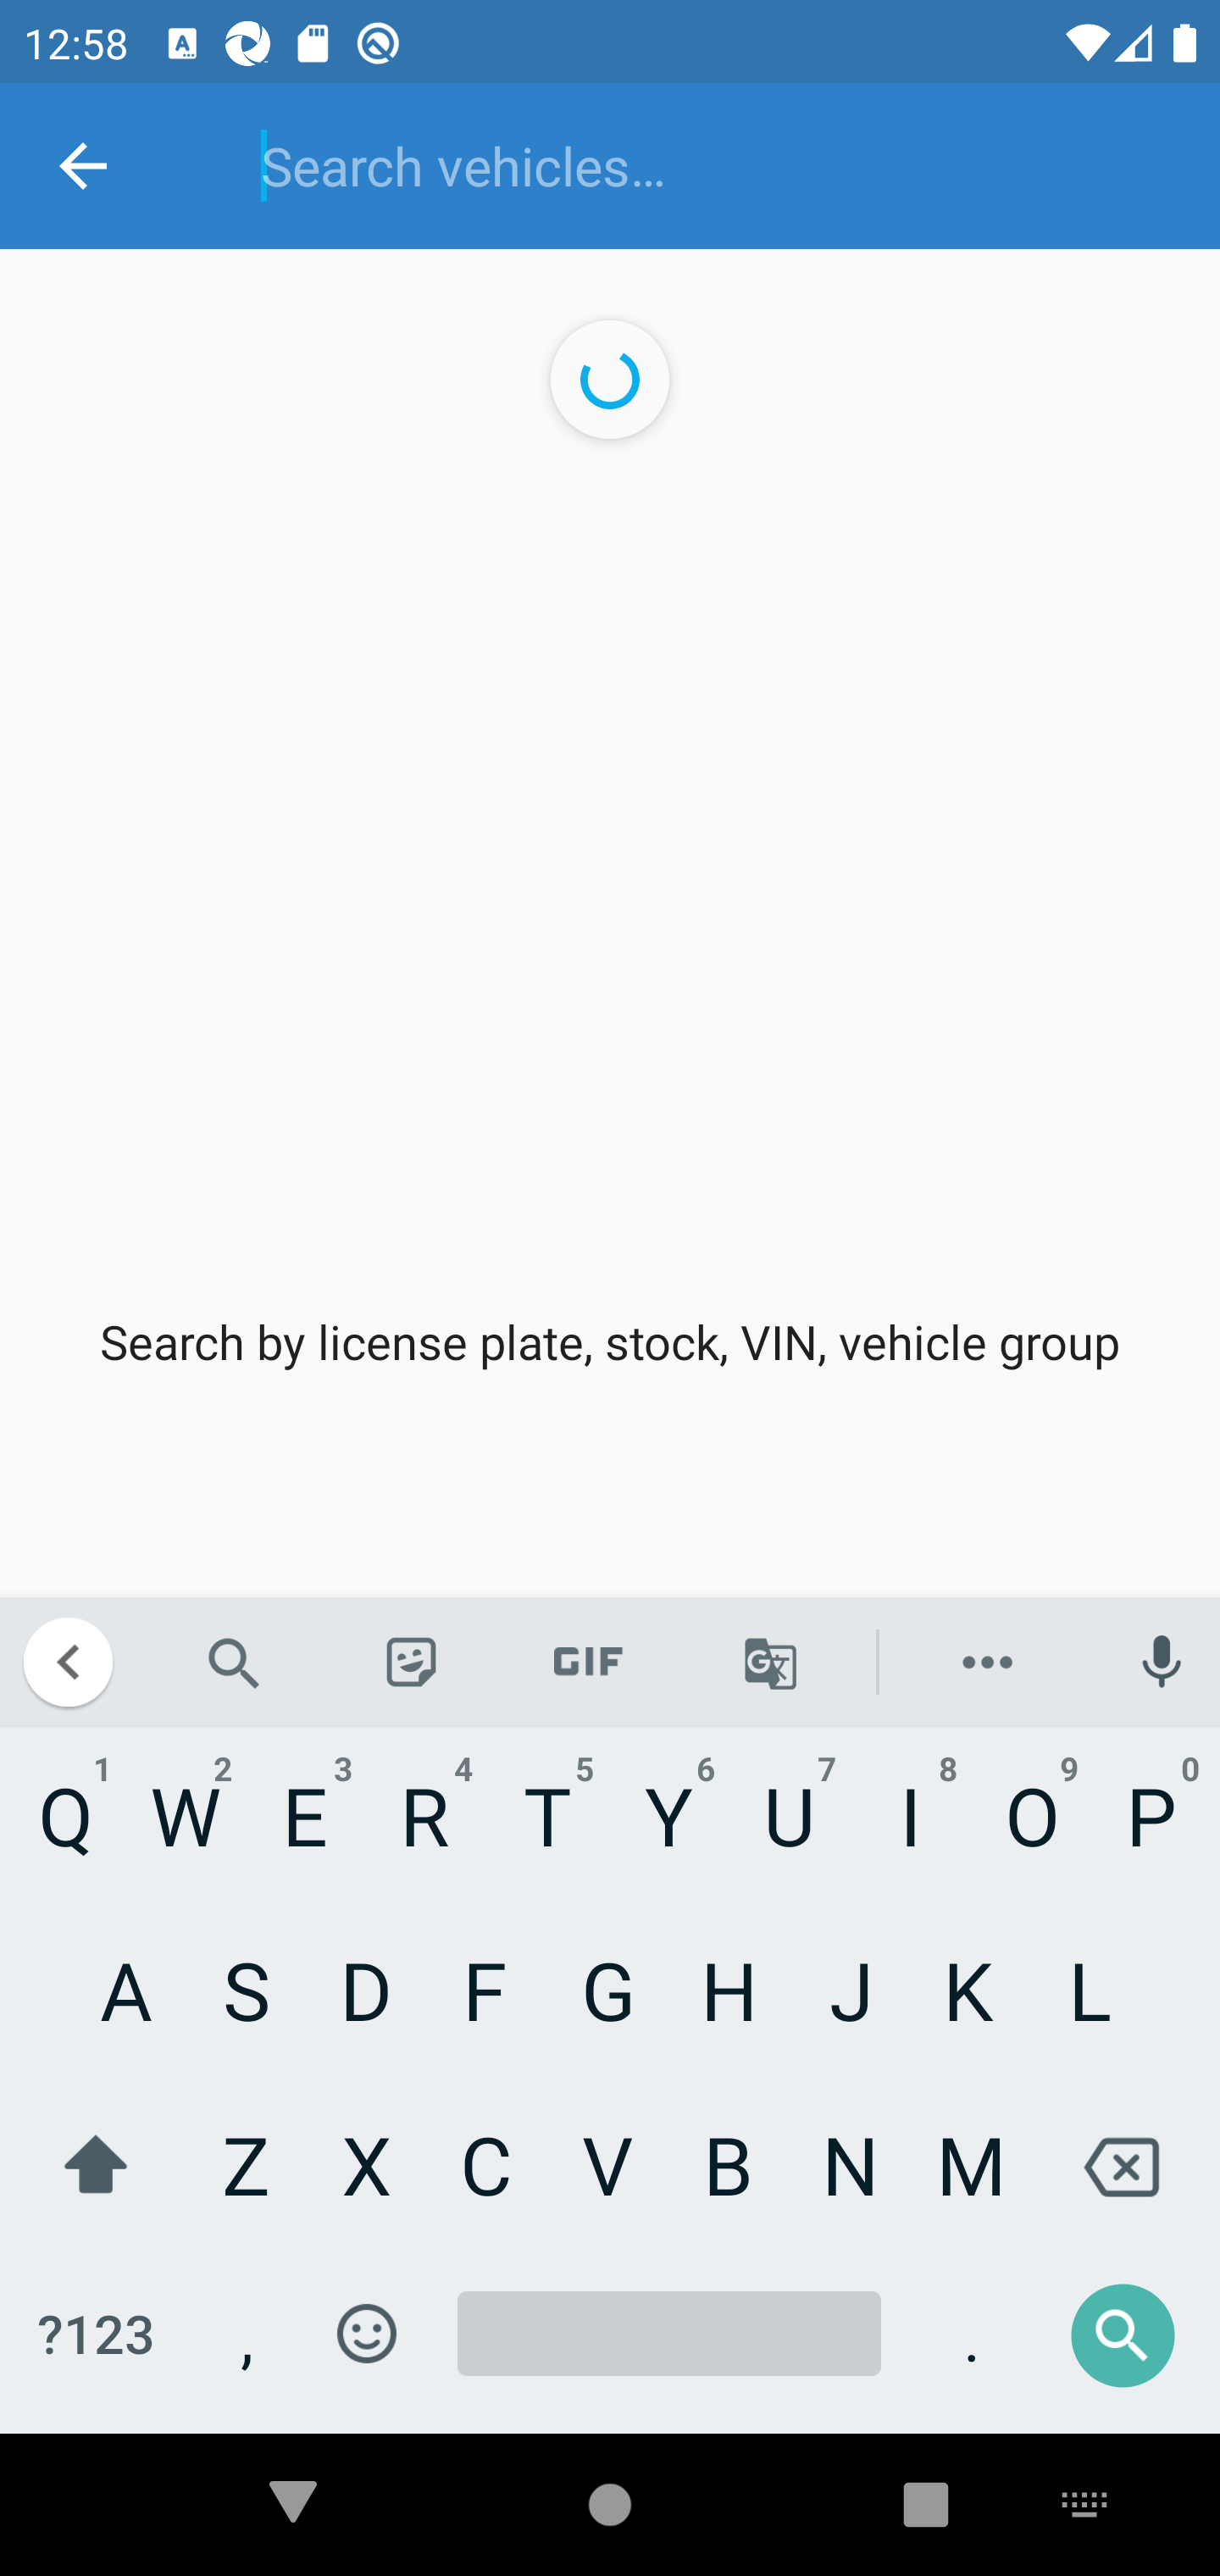 12:58
Search vehicles…
Search by license plate, stock, VIN, vehicle group
GIF
1 2 3 4 5 6 7 8 9 0
Q W E R T Y U I O P
A S D F G H J K L
Z X C V B N M
?123 , .